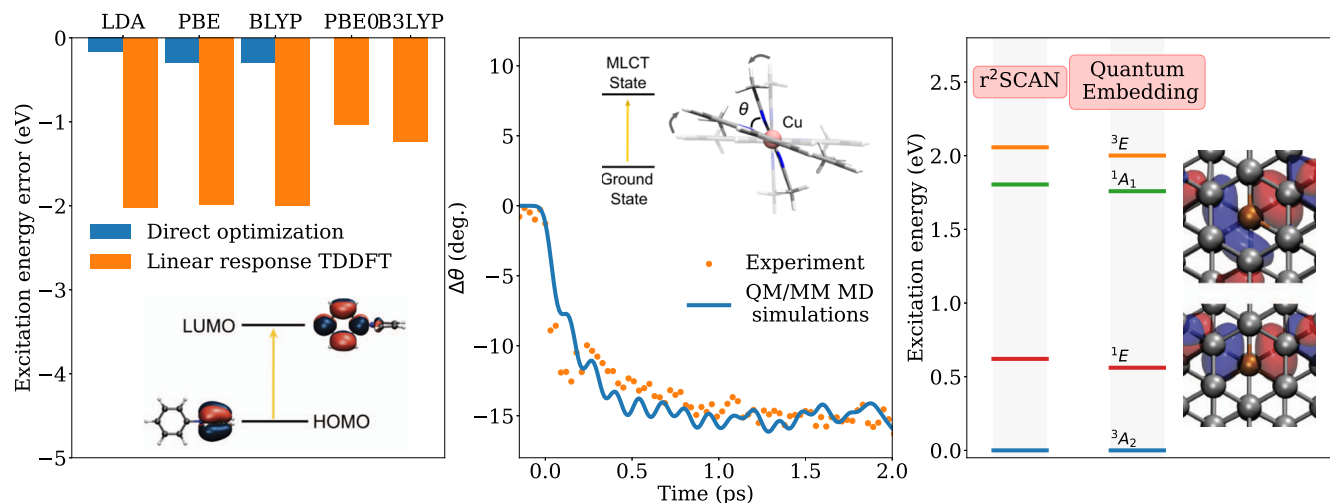 LDA PBE BLYP PBE0 B3LYP
Excitation energy error (eV)
0
−1
−2
−3
−4
−5
Direct optimization
Linear response TDDFT
LUMO
HOMO
Δθ (deg.)
10
5
0
−5
−10
−15
MLCT
State
Ground
State
θ
Cu
Experiment
QM/MM MD
simulations
0.0 0.5 1.0 1.5 2.0
Time (ps)
Excitation energy (eV)
2.5
2.0
1.5
1.0
0.5
0.0
r²SCAN
Quantum
Embedding
³E
¹A₁
¹E
³A₂